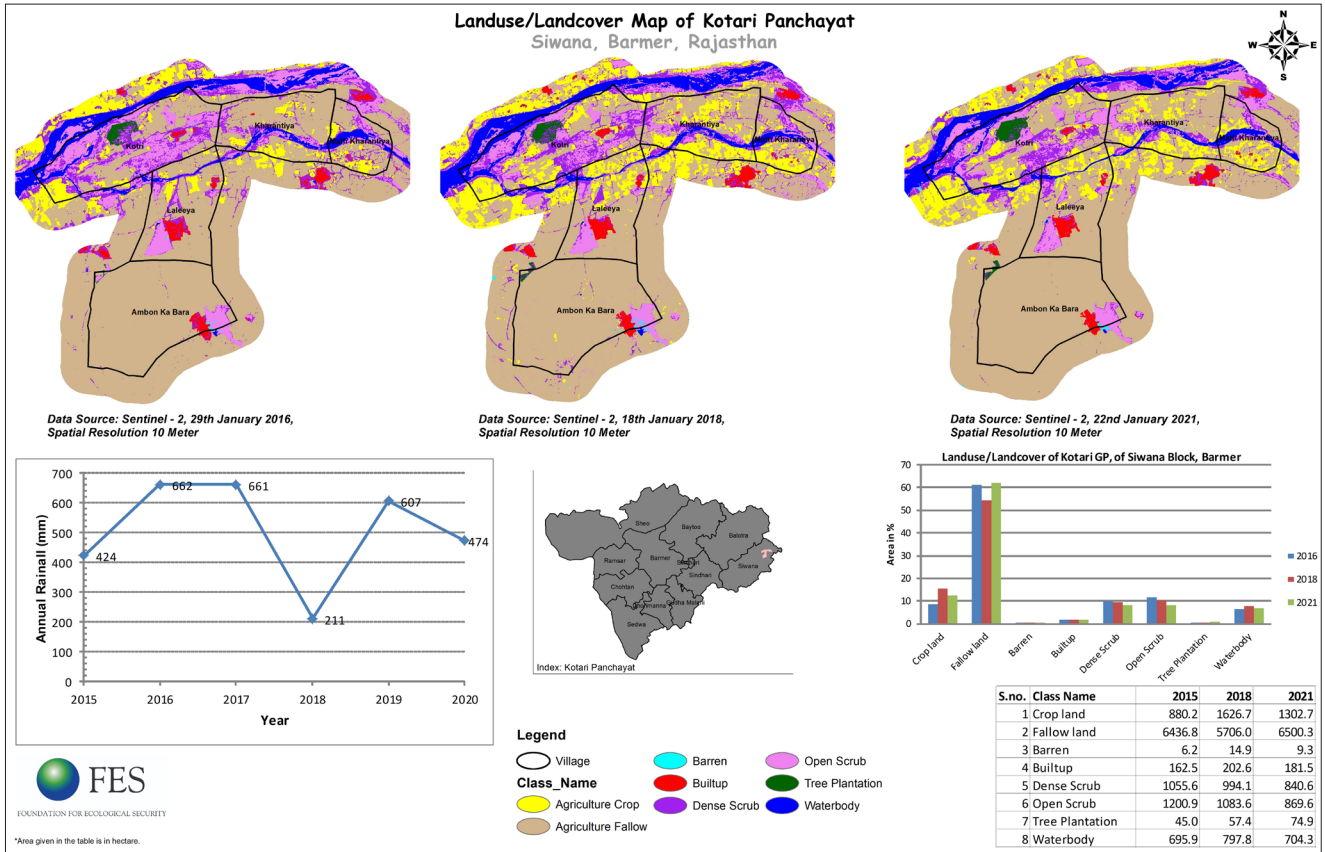 Landuse/Landcover Map of Kotari Panchayat
Siwana, Barmer, Rajasthan
N
W E
S
Kotri
Kharantiya
Laleeya
Ambon Ka Bara
Kotri
Kharantiya
Laleeya
Ambon Ka Bara
Kotri
Kharantiya
Laleeya
Ambon Ka Bara
Data Source: Sentinel - 2, 29th January 2016,
Spatial Resolution 10 Meter
Data Source: Sentinel - 2, 18th January 2018,
Spatial Resolution 10 Meter
Data Source: Sentinel - 2, 22nd January 2021,
Spatial Resolution 10 Meter
Annual Rainall (mm)
700
600
500
400
300
200
100
0
424
662
661
211
607
474
2015 2016 2017 2018 2019 2020
Year
Sheo
Baytoo
Balotra
Ramsar
Barmer
Siwana
Sindhari
Chohtan
Sedwa
Index: Kotari Panchayat
Landuse/Landcover of Kotari GP, of Siwana Block, Barmer
Area in %
70
60
50
40
30
20
10
0
Crop land
Fallow land
Barren
Builtup
Dense Scrub
Open Scrub
Tree Plantation
Waterbody
2016
2018
2021
S.no. Class Name 2015 2018 2021
1 Crop land 880.2 1626.7 1302.7
2 Fallow land 6436.8 5706.0 6500.3
3 Barren 6.2 14.9 9.3
4 Builtup 162.5 202.6 181.5
5 Dense Scrub 1055.6 994.1 840.6
6 Open Scrub 1200.9 1083.6 869.6
7 Tree Plantation 45.0 57.4 74.9
8 Waterbody 695.9 797.8 704.3
Legend
Village
Class_Name
Agriculture Crop
Agriculture Fallow
Barren
Builtup
Dense Scrub
Open Scrub
Tree Plantation
Waterbody
FES
FOUNDATION FOR ECOLOGICAL SECURITY
*Area given in the table is in hectare.